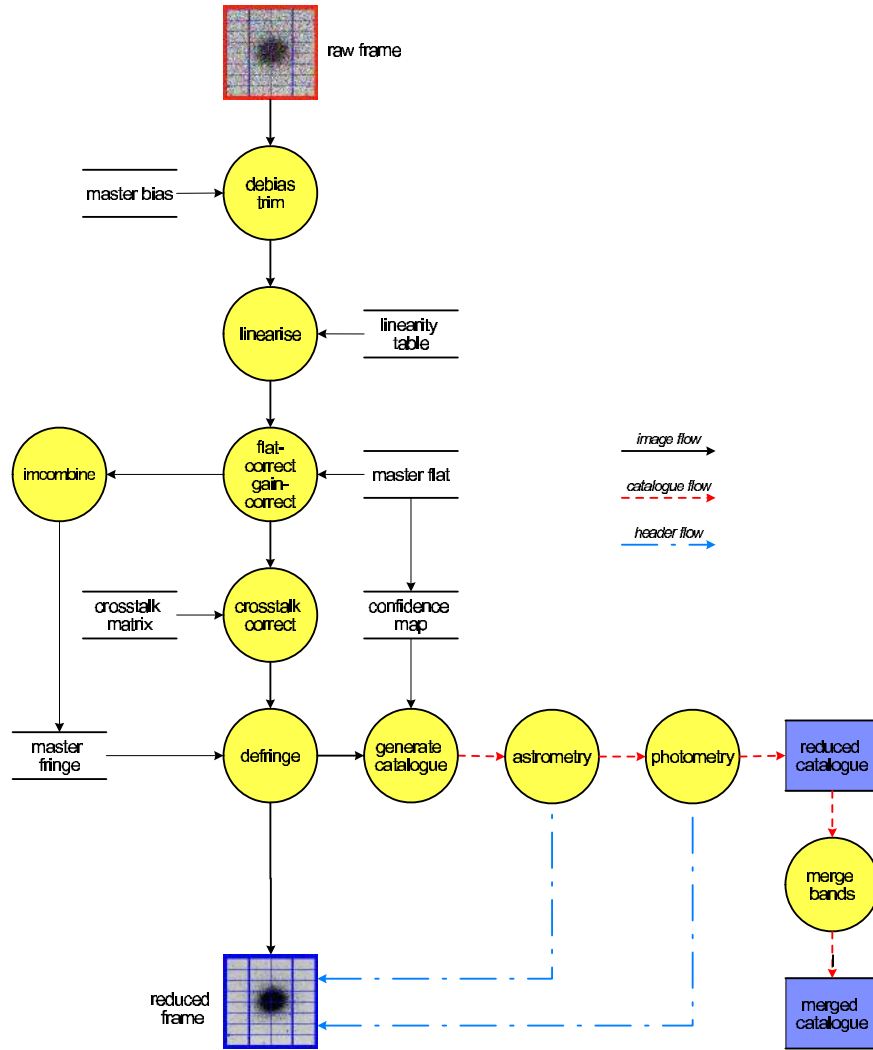 raw frame
master bias
debias
trim
linearise
linearity
table
imcombine
flat-
correct
gain-
correct
master flat
image flow
catalogue flow
header flow
crosstalk
matrix
crosstalk
correct
confidence
map
master
fringe
defringe
generate
catalogue
astrometry
photometry
reduced
catalogue
merge
bands
reduced
frame
merged
catalogue